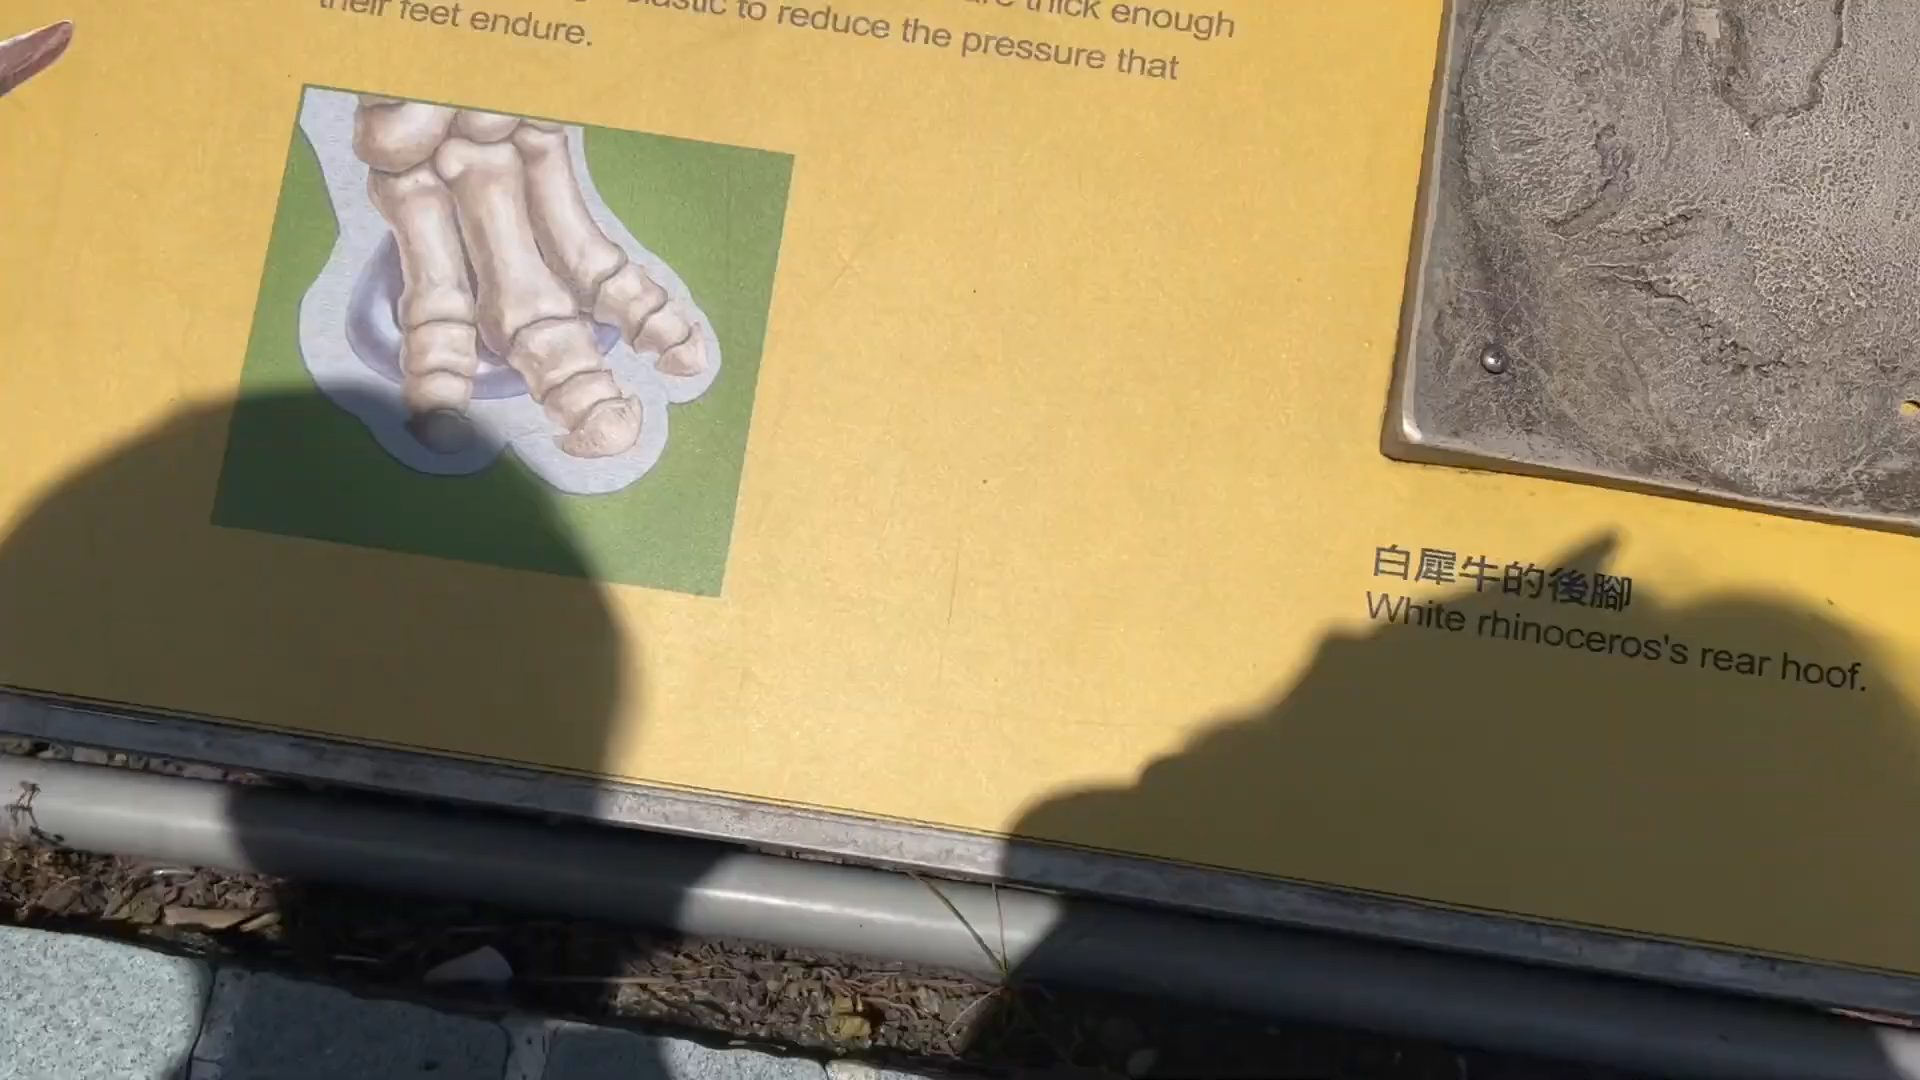 thick enough
to reduce the pressure that
their feet endure.
白犀牛的後腳
White rhinoceros's rear hoof.